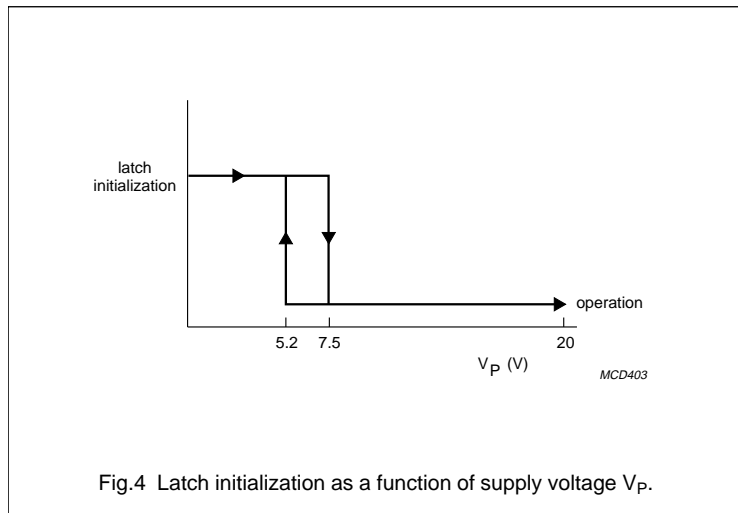 latch
initialization
operation
5.2 7.5 20
VP (V)
MCD403
Fig.4 Latch initialization as a function of supply voltage VP.